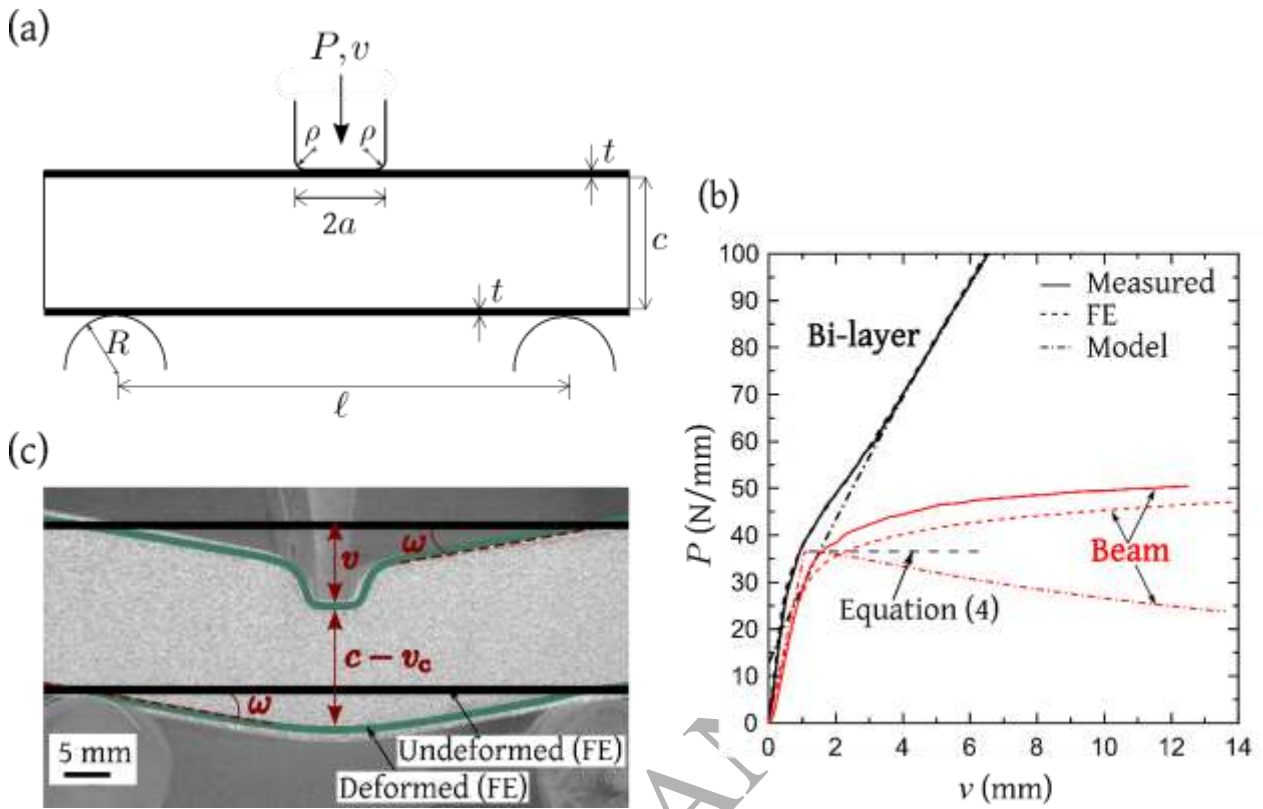 (a)
P, v
ρ ρ
t
2a
c
t
R
ℓ
(b)
100
90
80
70
60
50
40
30
20
10
0
P (N/mm)
Measured
FE
Model
Bi-layer
Beam
Equation (4)
0 2 4 6 8 10 12 14
v (mm)
(c)
ω
v
c − vc
ω
Undeformed (FE)
Deformed (FE)
5 mm